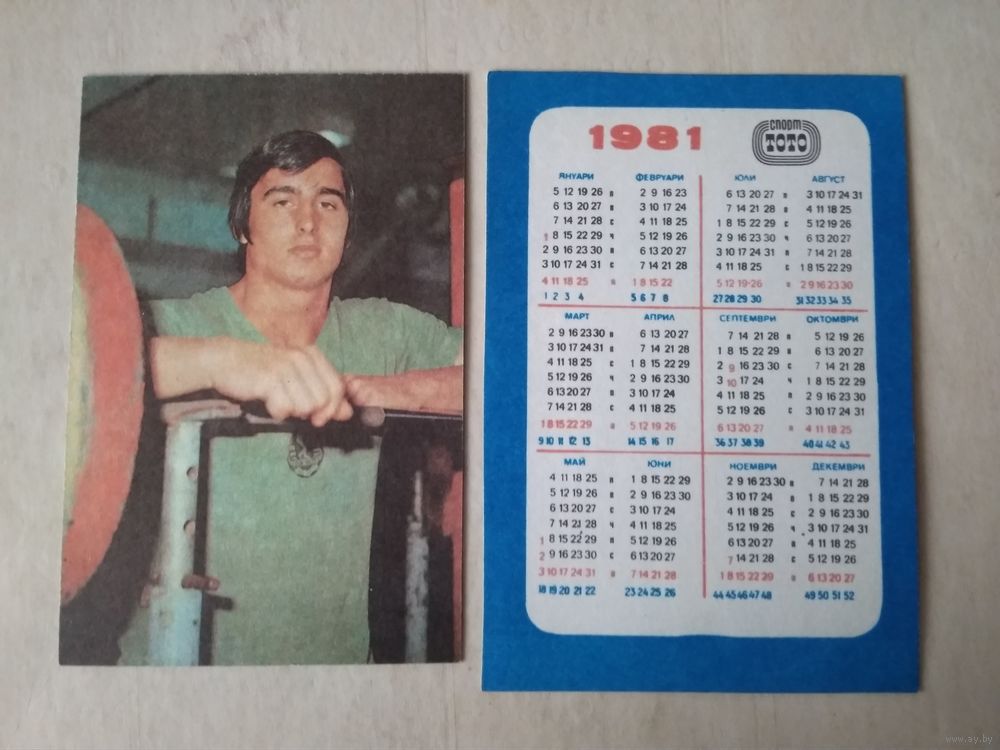 1981
СПОРТ
ТОТО
ЯНУАРИ ФЕВРУАРИ ЮЛИ АВГУСТ
5 12 19 26 п 2 9 16 23 6 13 20 27 п 3 10 17 24 31
6 13 20 27 в 3 10 17 24 7 14 21 28 в 4 11 18 25
7 14 21 28 с 4 11 18 25 1 8 15 22 29 с 5 12 19 26
1 8 15 22 29 ч 5 12 19 26 2 9 16 23 30 ч 6 13 20 27
2 9 16 23 30 п 6 13 20 27 3 10 17 24 31 п 7 14 21 28
3 10 17 24 31 с 7 14 21 28 4 11 18 25 с 1 8 15 22 29
4 11 18 25 н 1 8 15 22 5 12 19 26 н 2 9 16 23 30
1 2 3 4 5 6 7 8 27 28 29 30 31 32 33 34 35
МАРТ АПРИЛ СЕПТЕМВРИ ОКТОМВРИ
2 9 16 23 30 п 6 13 20 27 7 14 21 28 п 5 12 19 26
3 10 17 24 31 в 7 14 21 28 1 8 15 22 29 в 6 13 20 27
4 11 18 25 с 1 8 15 22 29 2 9 16 23 30 с 7 14 21 28
5 12 19 26 ч 2 9 16 23 30 3 10 17 24 ч 1 8 15 22 29
6 13 20 27 п 3 10 17 24 4 11 18 25 п 2 9 16 23 30
7 14 21 28 с 4 11 18 25 5 12 19 26 с 3 10 17 24 31
1 8 15 22 29 н 5 12 19 26 6 13 20 27 н 4 11 18 25
9 10 11 12 13 14 15 16 17 36 37 38 39 40 41 42 43
МАЙ ЮНИ НОЕМВРИ ДЕКЕМВРИ
4 11 18 25 п 1 8 15 22 29 2 9 16 23 30 п 7 14 21 28
5 12 19 26 в 2 9 16 23 30 3 10 17 24 в 1 8 15 22 29
6 13 20 27 с 3 10 17 24 4 11 18 25 с 2 9 16 23 30
7 14 21 28 ч 4 11 18 25 5 12 19 26 ч 3 10 17 24 31
1 8 15 22 29 п 5 12 19 26 6 13 20 27 п 4 11 18 25
2 9 16 23 30 с 6 13 20 27 7 14 21 28 с 5 12 19 26
3 10 17 24 31 н 7 14 21 28 1 8 15 22 29 н 6 13 20 27
18 19 20 21 22 23 24 25 26 44 45 46 47 48 49 50 51 52
www.ay.by